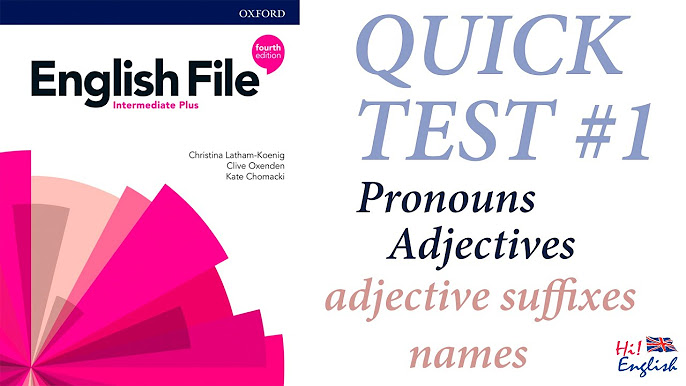 OXFORD
fourth
edition
English File
Intermediate Plus
Christina Latham-Koenig
Clive Oxenden
Kate Chomacki
QUICK
TEST #1
Pronouns
Adjectives
adjective suffixes
names
Hi!
English